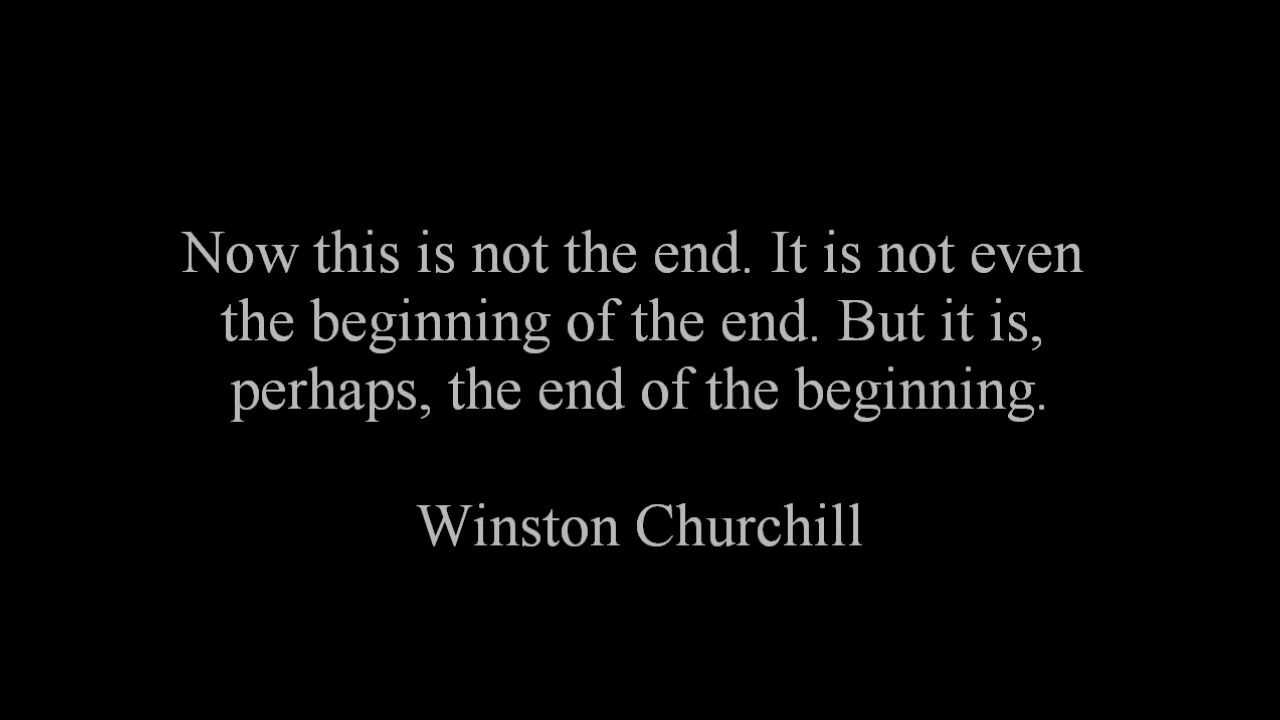 Now this is not the end. It is not even
the beginning of the end. But it is,
perhaps, the end of the beginning.
Winston Churchill